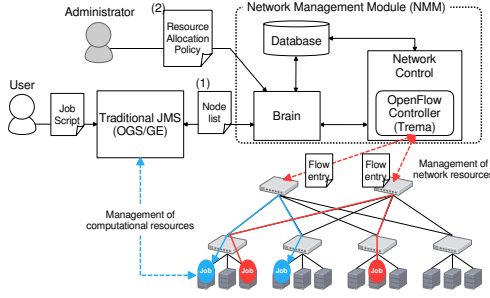 Administrator
(2)
Resource
Allocation
Policy
Network Management Module (NMM)
Database
Network
Control
OpenFlow
Controller
(Trema)
User
Job
Script
Traditional JMS
(OGS/GE)
(1)
Node
list
Brain
Flow
entry
Flow
entry
Management of
network resources
Management of
computational resources
Job
Job
Job
Job